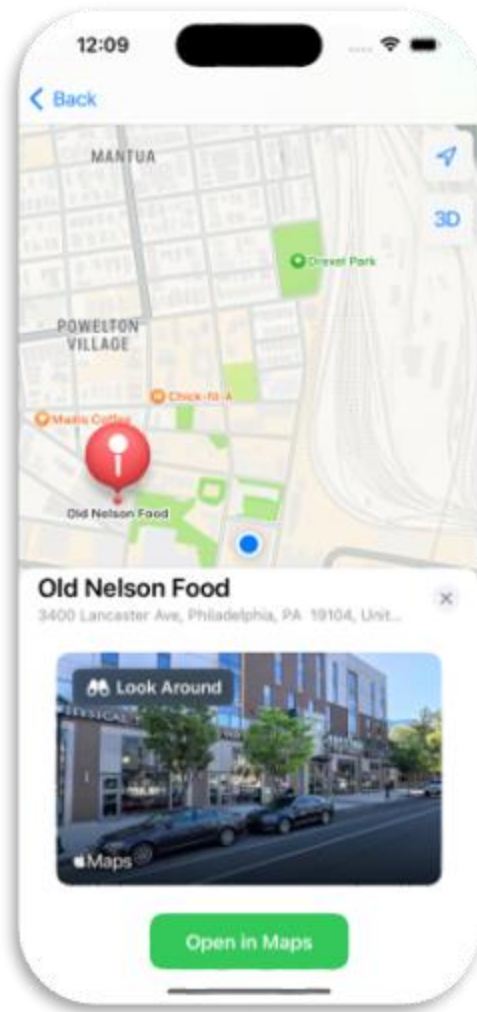 12:09
Back
MANTUA
3D
Drexel Park
POWELTON
VILLAGE
Chick-fil-A
Old Nelson Food
Old Nelson Food
3400 Lancaster Ave, Philadelphia, PA 19104, Unit...
Look Around
Maps
Open in Maps